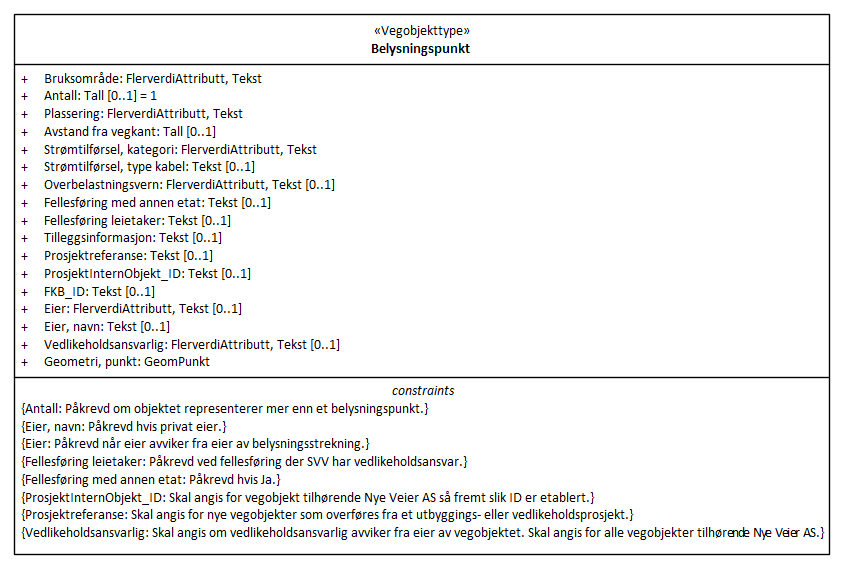 «Vegobjekttype»
Belysningspunkt
+ Bruksområde: FlerverdiAttributt, Tekst
+ Antall: Tall [0..1] = 1
+ Plassering: FlerverdiAttributt, Tekst
+ Avstand fra vegkant: Tall [0..1]
+ Strømtilførsel, kategori: FlerverdiAttributt, Tekst
+ Strømtilførsel, type kabel: Tekst [0..1]
+ Overbelastningsvern: FlerverdiAttributt, Tekst [0..1]
+ Fellesføring med annen etat: Tekst [0..1]
+ Fellesføring leietaker: Tekst [0..1]
+ Tilleggsinformasjon: Tekst [0..1]
+ Prosjektreferanse: Tekst [0..1]
+ ProsjektInternObjekt_ID: Tekst [0..1]
+ FKB_ID: Tekst [0..1]
+ Eier: FlerverdiAttributt, Tekst [0..1]
+ Eier, navn: Tekst [0..1]
+ Vedlikeholdsansvarlig: FlerverdiAttributt, Tekst [0..1]
+ Geometri, punkt: GeomPunkt
constraints
{Antall: Påkrevd om objektet representerer mer enn et belysningspunkt.}
{Eier, navn: Påkrevd hvis privat eier.}
{Eier: Påkrevd når eier avviker fra eier av belysningsstrekning.}
{Fellesføring leietaker: Påkrevd ved fellesføring der SVV har vedlikeholdsansvar.}
{Fellesføring med annen etat: Påkrevd hvis Ja.}
{ProsjektInternObjekt_ID: Skal angis for vegobjekt tilhørende Nye Veier AS så fremt slik ID er etablert.}
{Prosjektreferanse: Skal angis for nye vegobjekter som overføres fra et utbyggings- eller vedlikeholdsprosjekt.}
{Vedlikeholdsansvarlig: Skal angis om vedlikeholdsansvarlig avviker fra eier av vegobjektet. Skal angis for alle vegobjekter tilhørende Nye Veier AS.}